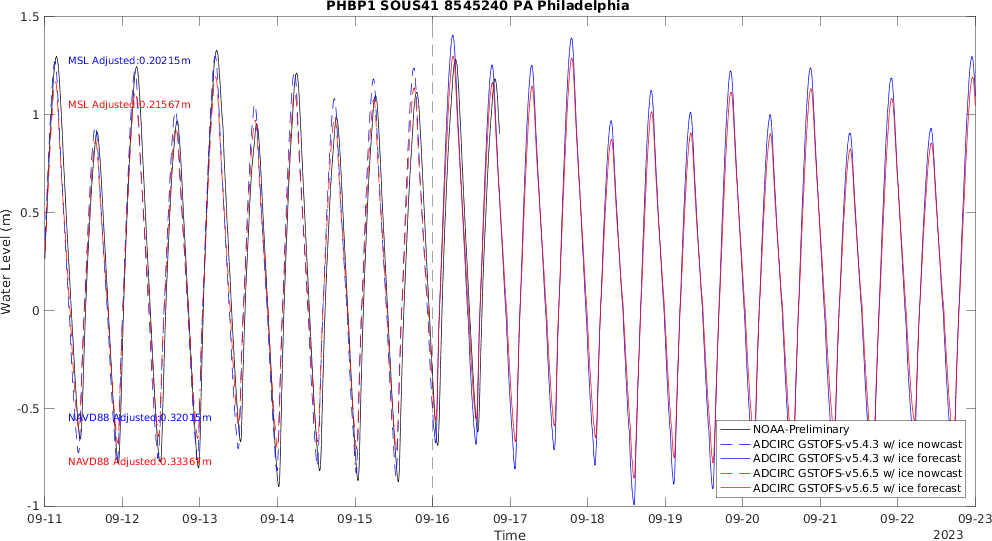 PHBP1 SOUS41 8545240 PA Philadelphia
1.5
1
0.5
0
-0.5
-1
Water Level (m)
MSL Adjusted:0.20215m
MSL Adjusted:0.21567m
NAVD88 Adjusted:0.32015m
NAVD88 Adjusted:0.33367m
NOAA-Preliminary
ADCIRC GSTOFS-v5.4.3 w/ ice nowcast
ADCIRC GSTOFS-v5.4.3 w/ ice forecast
ADCIRC GSTOFS-v5.6.5 w/ ice nowcast
ADCIRC GSTOFS-v5.6.5 w/ ice forecast
09-11 09-12 09-13 09-14 09-15 09-16 09-17 09-18 09-19 09-20 09-21 09-22 09-23
2023
Time